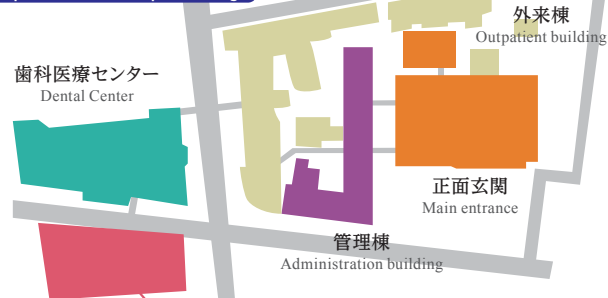 外来棟
Outpatient building
歯科医療センター
Dental Center
正面玄関
Main entrance
管理棟
Administration building